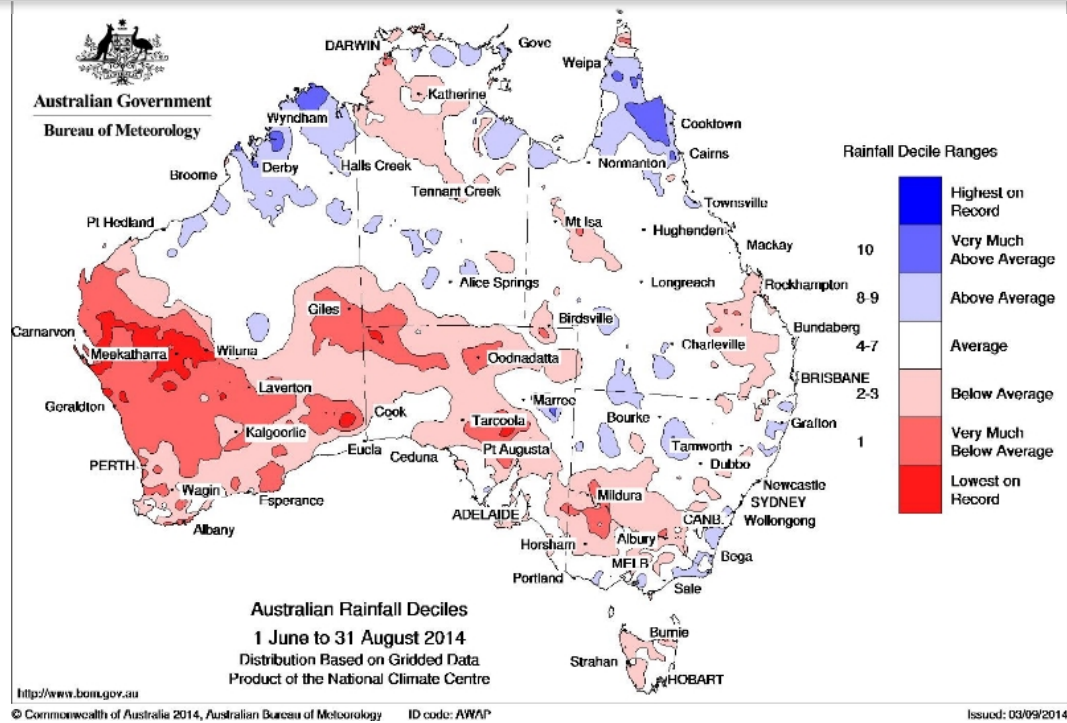 Australian Government
Bureau of Meteorology
DARWIN
Gove
Weipa
Katherine
Wyndham
Cooktown
Cairns
Derby
Halls Creek
Normanton
Broome
Tennant Creek
Townsville
Pt Hedland
Mt Isa
Hughenden
Mackay
Alice Springs
Longreach
Rockhampton
Giles
Carnarvon
Birdsville
Bundaberg
Meekatharra
Wiluna
Oodnadatta
Charleville
Laverton
BRISBANE
Geraldton
Cook
Marree
Kalgoorlie
Tarcoola
Bourke
Grafton
Eucla
Ceduna
Pt Augusta
Tamworth
PERTH
Dubbo
Wagin
Esperance
Mildura
Newcastle
SYDNEY
ADELAIDE
CANB.
Wollongong
Albany
Horsham
Albury
MELB
Bega
Portland
Sale
Burnie
Strahan
HOBART
Rainfall Decile Ranges
Highest on
Record
10
Very Much
Above Average
8-9
Above Average
4-7
Average
2-3
Below Average
1
Very Much
Below Average
Lowest on
Record
Australian Rainfall Deciles
1 June to 31 August 2014
Distribution Based on Gridded Data
Product of the National Climate Centre
http://www.bom.gov.au
© Commonwealth of Australia 2014, Australian Bureau of Meteorology
ID code: AWAP
Issued: 03/09/2014